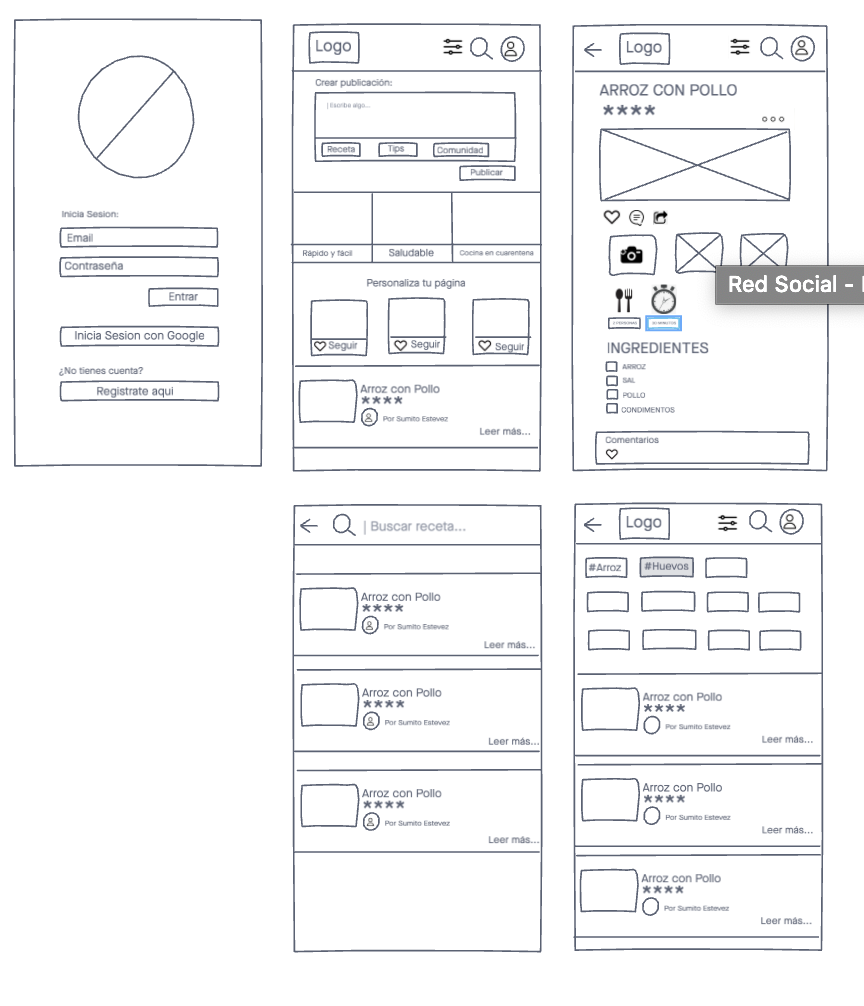 Inicia Sesion:
Email
Contraseña
Entrar
Inicia Sesion con Google
¿No tienes cuenta?
Registrate aqui
Logo
Crear publicación:
| Escribe algo...
Receta Tips Comunidad
Publicar
Rápido y fácil Saludable Cocina en cuarentena
Personaliza tu página
Seguir Seguir Seguir
Arroz con Pollo
****
Por Sumito Estevez
Leer más...
Logo
ARROZ CON POLLO
****
Red Social -
INGREDIENTES
ARROZ
SAL
POLLO
CONDIMENTOS
Comentarios
| Buscar receta...
Arroz con Pollo
****
Por Sumito Estevez
Leer más...
Arroz con Pollo
****
Por Sumito Estevez
Leer más...
Arroz con Pollo
****
Por Sumito Estevez
Leer más...
Logo
#Arroz #Huevos
Arroz con Pollo
****
Por Sumito Estevez
Leer más...
Arroz con Pollo
****
Por Sumito Estevez
Leer más...
Arroz con Pollo
****
Por Sumito Estevez
Leer más...